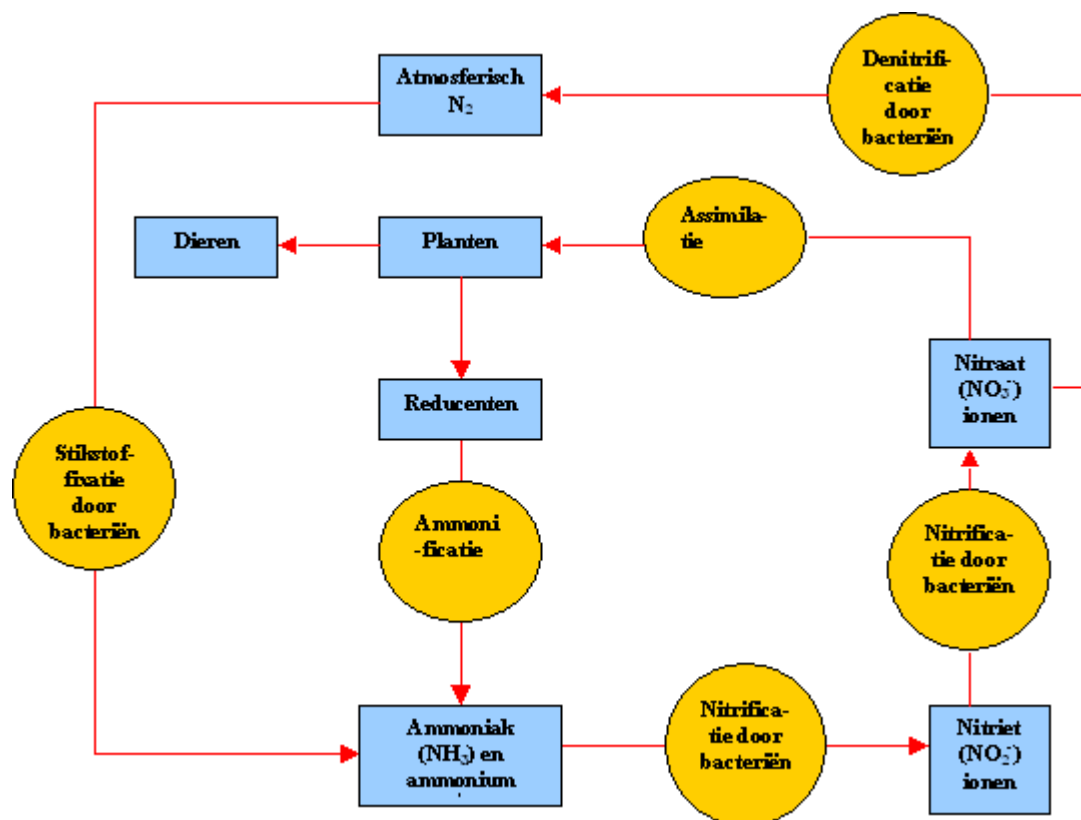 Atmosferisch
N₂
Denitrifi-
catie
door
bacteriën
Dieren
Planten
Assimila-
tie
Reducenten
Nitraat
(NO₃⁻)
ionen
Stikstof-
fixatie
door
bacteriën
Ammoni
-ficatie
Nitrifica-
tie door
bacteriën
Ammoniak
(NH₃) en
ammonium
Nitrifica-
tie door
bacteriën
Nitriet
(NO₂⁻)
ionen